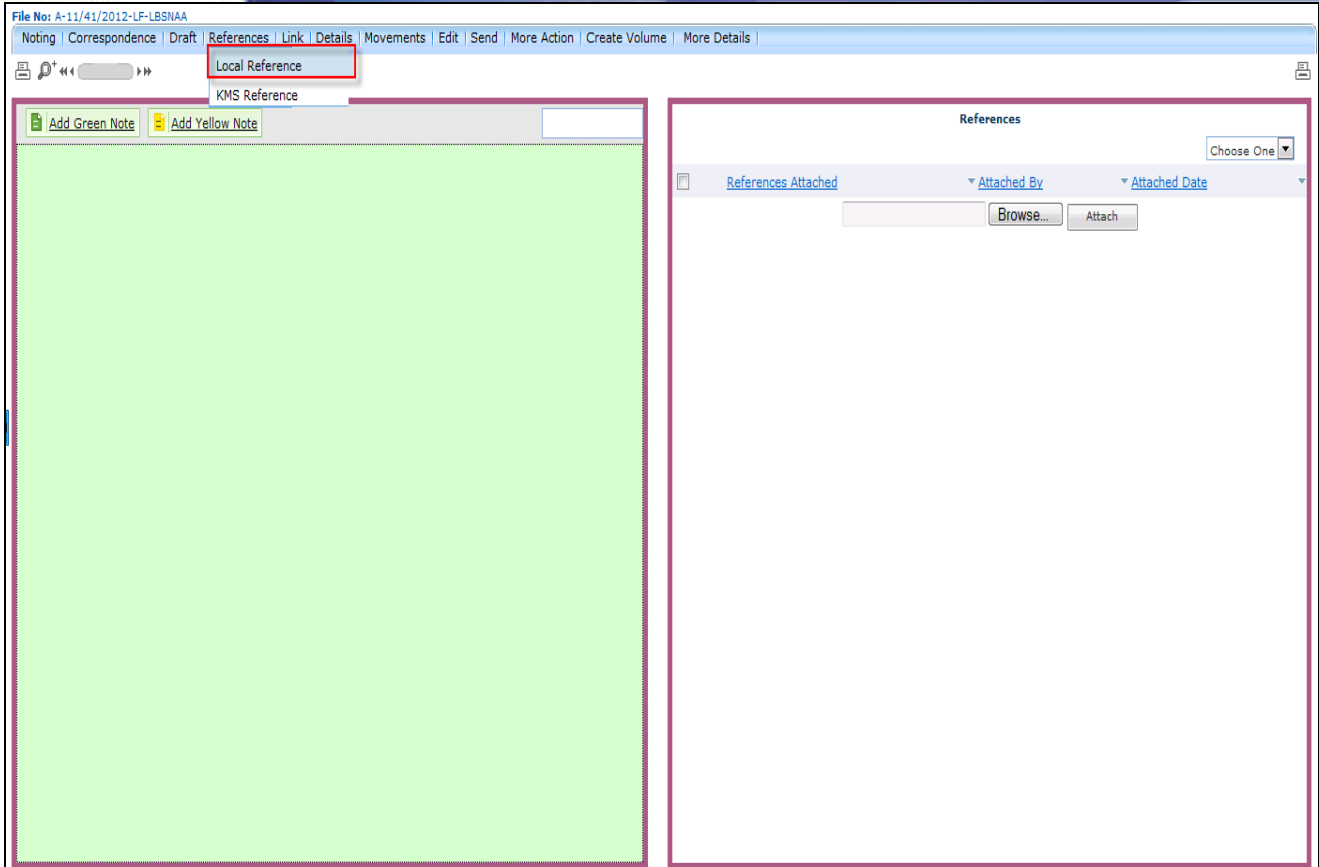 File No: A-11/41/2012-LF-LBSNAA
Noting | Correspondence | Draft | References | Link | Details | Movements | Edit | Send | More Action | Create Volume | More Details |
Local Reference
KMS Reference
Add Green Note Add Yellow Note
References
Choose One
References Attached Attached By Attached Date
Browse... Attach